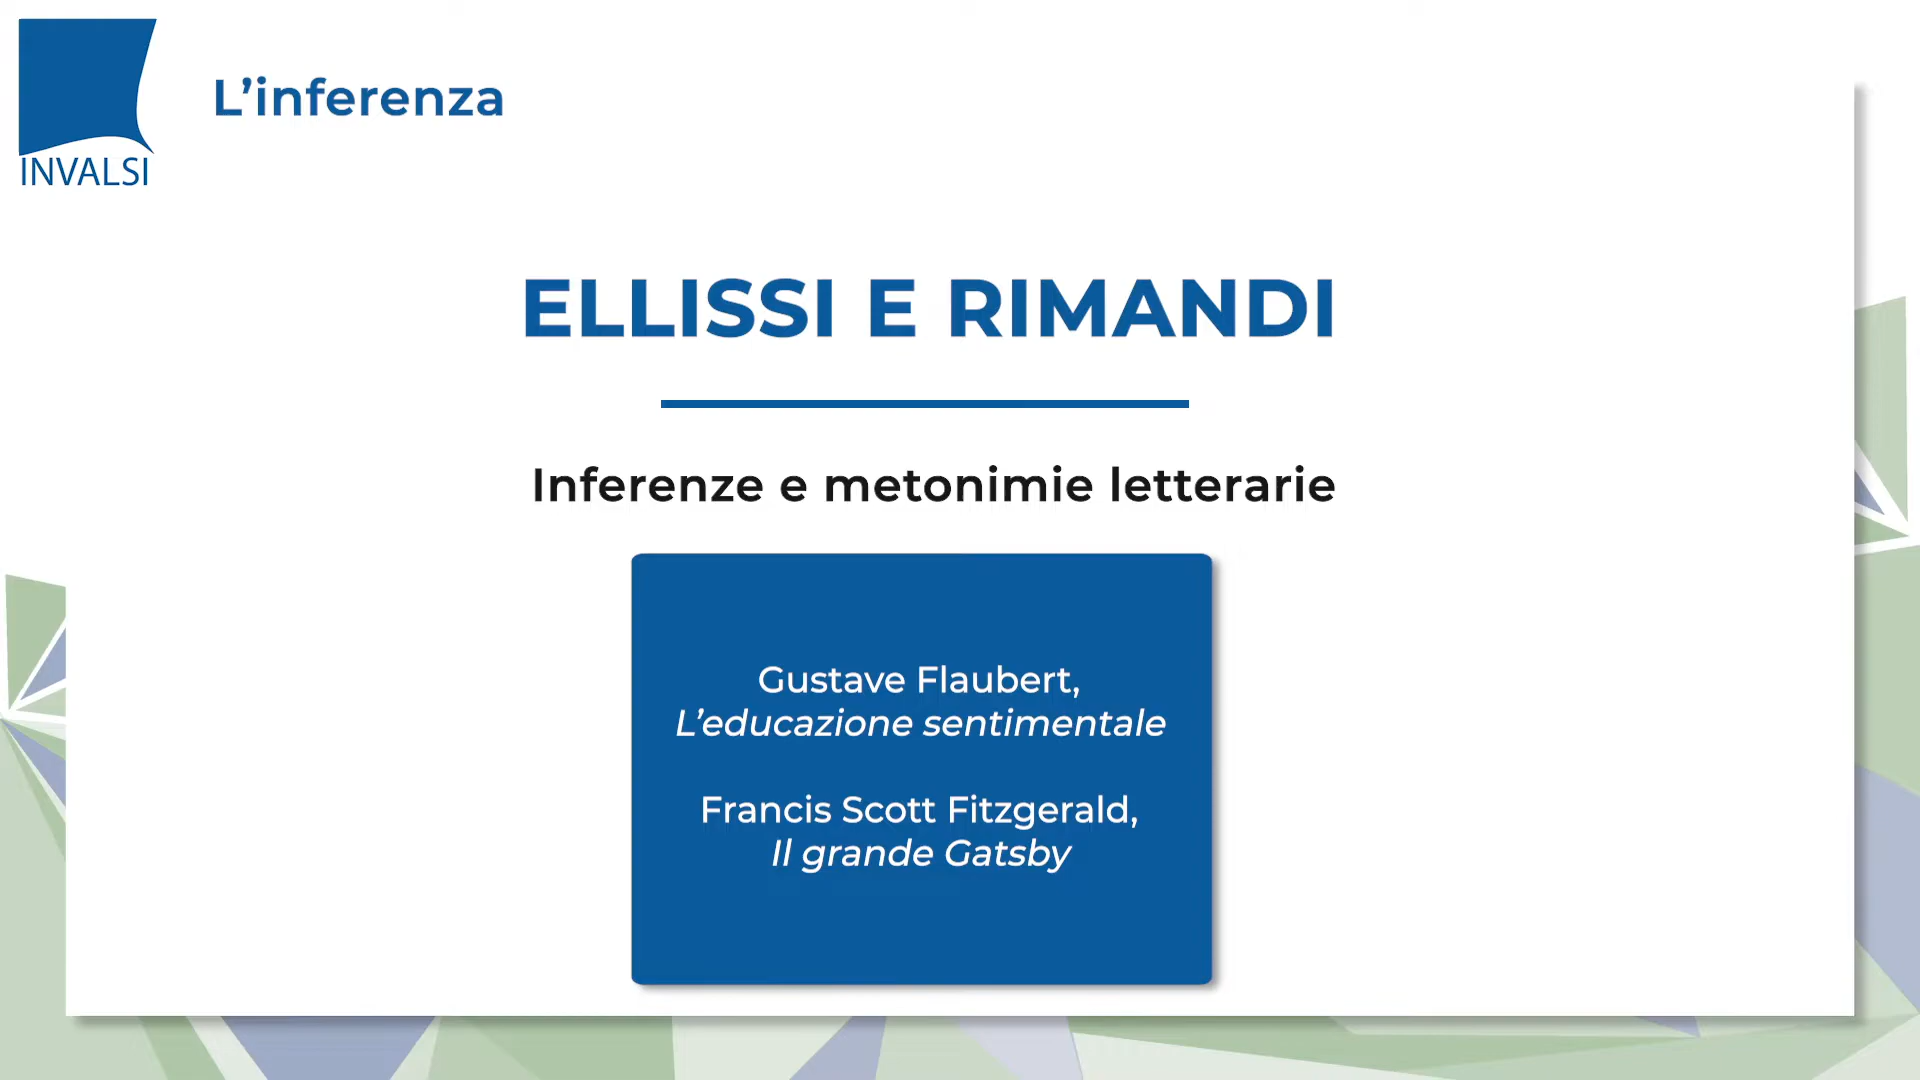 INVALSI
L’inferenza
ELLISSI E RIMANDI
Inferenze e metonimie letterarie
Gustave Flaubert,
L’educazione sentimentale
Francis Scott Fitzgerald,
Il grande Gatsby